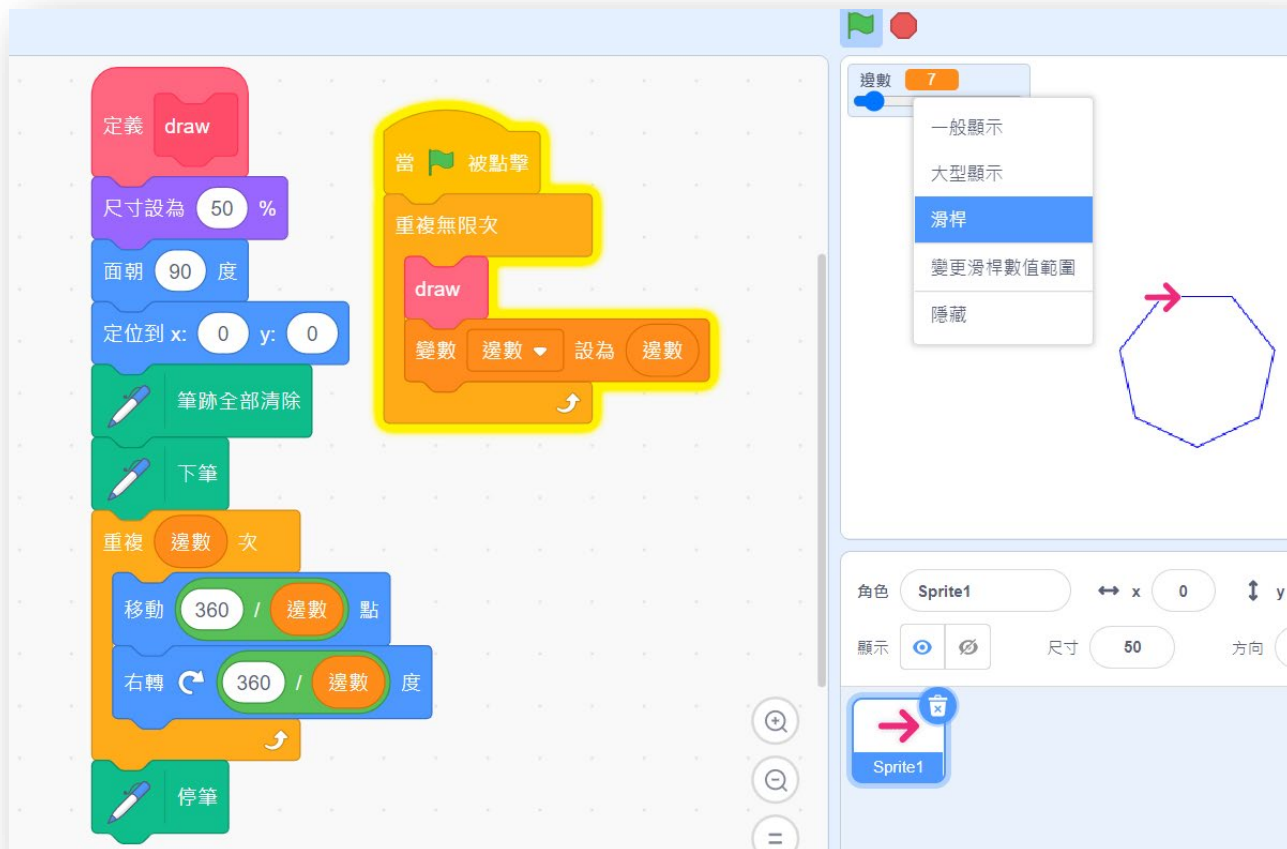 定義 draw
尺寸設為 50 %
面朝 90 度
定位到 x: 0 y: 0
筆跡全部清除
下筆
重複 邊數 次
移動 360 / 邊數 點
右轉 360 / 邊數 度
停筆
當 被點擊
重複無限次
draw
變數 邊數 設為 邊數
邊數 7
一般顯示
大型顯示
滑桿
變更滑桿數值範圍
隱藏
角色 Sprite1 x 0 y
顯示 尺寸 50 方向
Sprite1